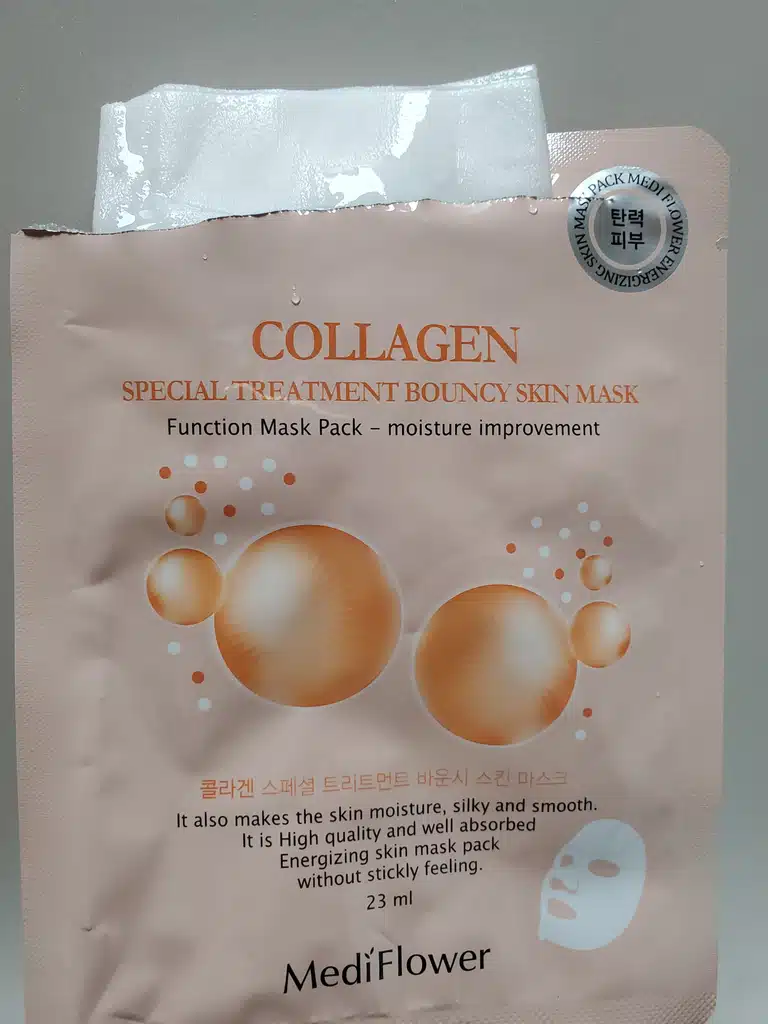 MASK PACK MEDI FLOWER ENERGIZING SKIN
탄력
피부
COLLAGEN
SPECIAL TREATMENT BOUNCY SKIN MASK
Function Mask Pack – moisture improvement
콜라겐 스페셜 트리트먼트 바운시 스킨 마스크
It also makes the skin moisture, silky and smooth.
It is High quality and well absorbed
Energizing skin mask pack
without stickly feeling.
23 ml
MediFlower